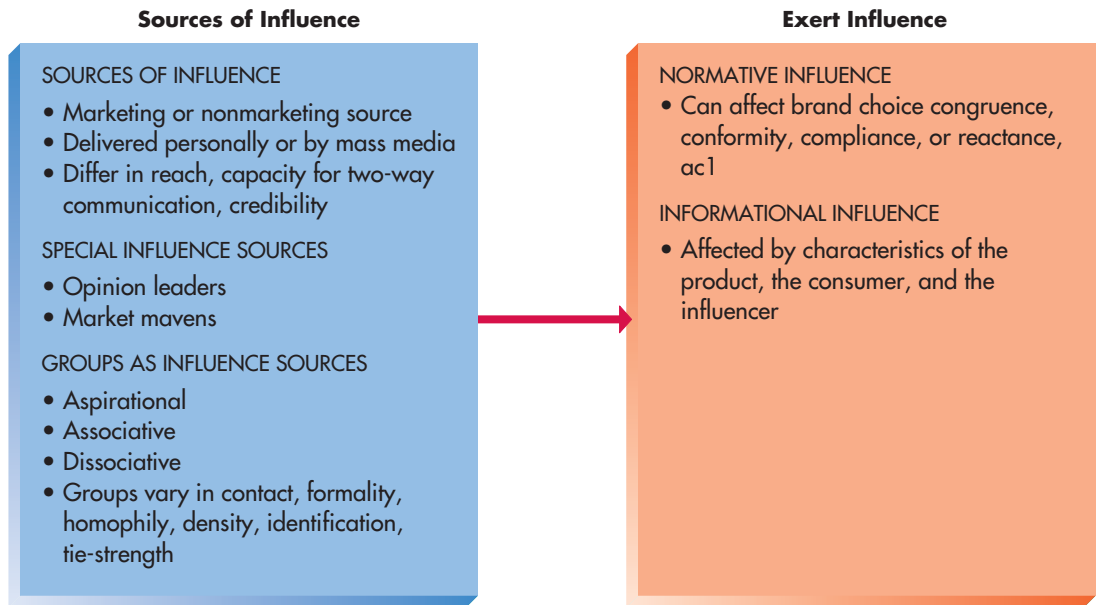 Sources of Influence
SOURCES OF INFLUENCE
• Marketing or nonmarketing source
• Delivered personally or by mass media
• Differ in reach, capacity for two-way
communication, credibility
SPECIAL INFLUENCE SOURCES
• Opinion leaders
• Market mavens
GROUPS AS INFLUENCE SOURCES
• Aspirational
• Associative
• Dissociative
• Groups vary in contact, formality,
homophily, density, identification,
tie-strength
Exert Influence
NORMATIVE INFLUENCE
• Can affect brand choice congruence,
conformity, compliance, or reactance,
ac1
INFORMATIONAL INFLUENCE
• Affected by characteristics of the
product, the consumer, and the
influencer